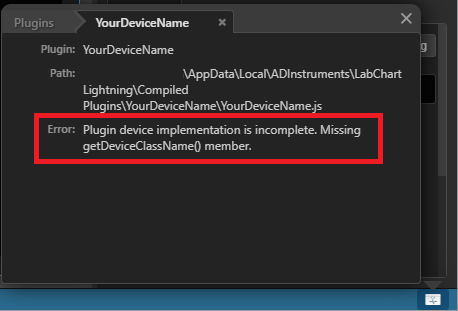 Plugins
YourDeviceName
Plugin: YourDeviceName
Path: \AppData\Local\ADInstruments\LabChart
Lightning\Compiled
Plugins\YourDeviceName\YourDeviceName.js
Error: Plugin device implementation is incomplete. Missing
getDeviceClassName() member.